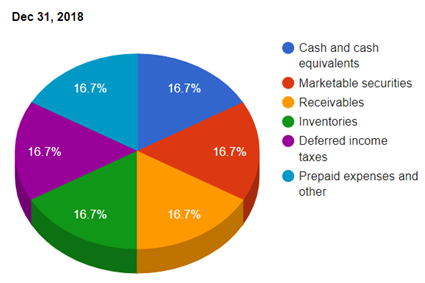 Dec 31, 2018
16.7%
16.7%
16.7%
16.7%
16.7%
16.7%
Cash and cash
equivalents
Marketable securities
Receivables
Inventories
Deferred income
taxes
Prepaid expenses and
other